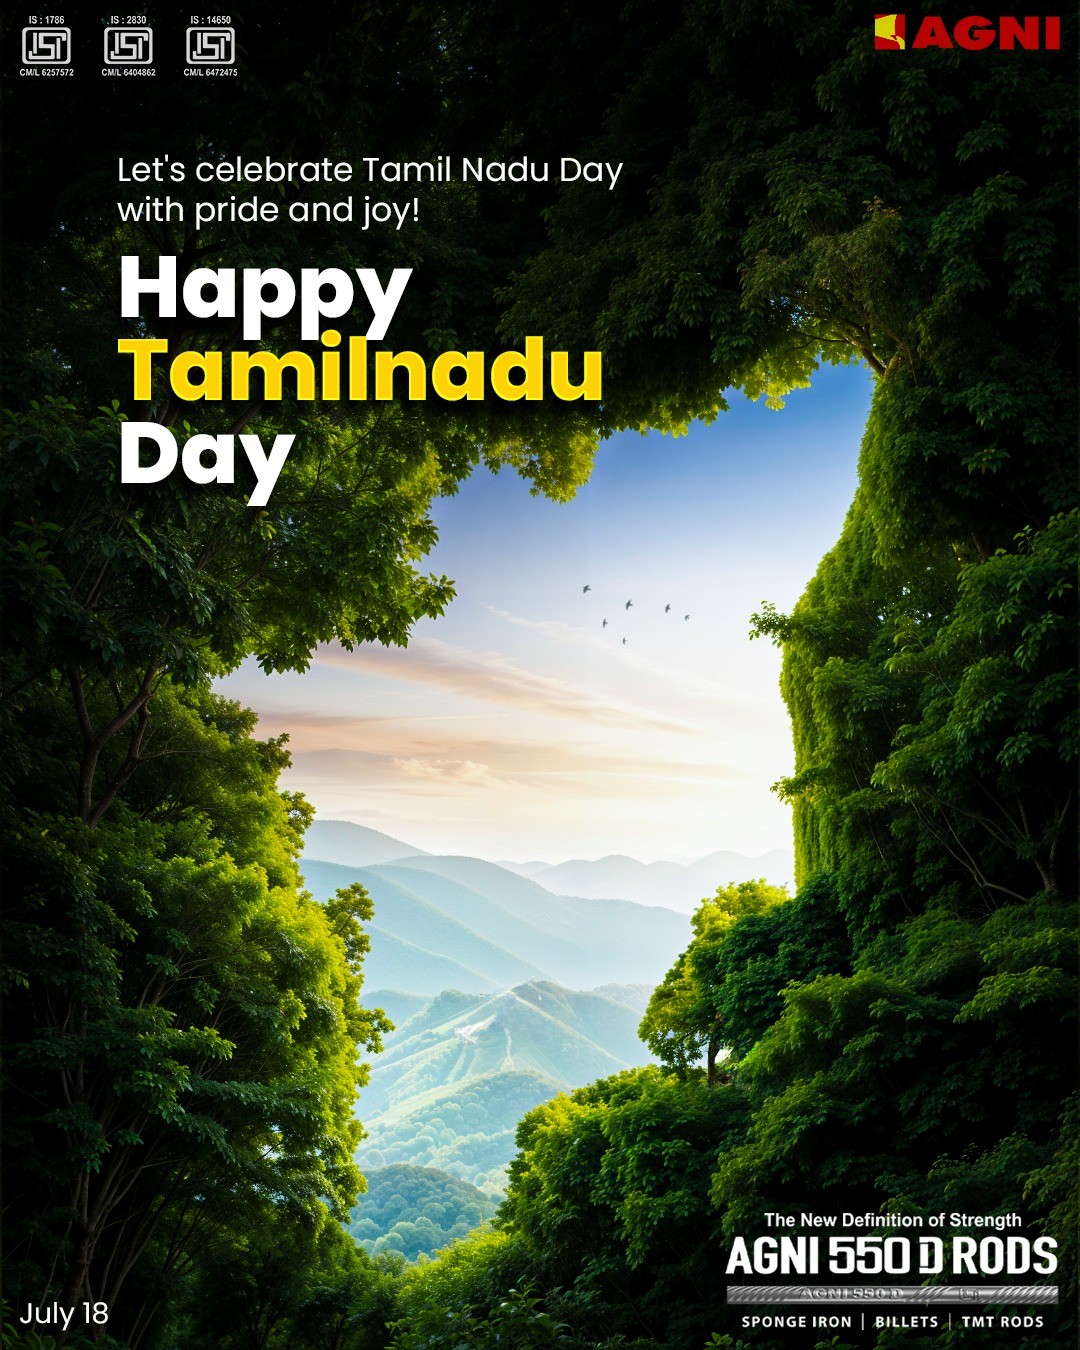 IS : 1786
IS : 2830
IS : 14650
CM/L 6257572
CM/L 6404862
CM/L 6472475
AGNI
Let's celebrate Tamil Nadu Day
with pride and joy!
Happy
Tamilnadu
Day
The New Definition of Strength
AGNI 550 D RODS
AGNI 550 D
SPONGE IRON | BILLETS | TMT RODS
July 18